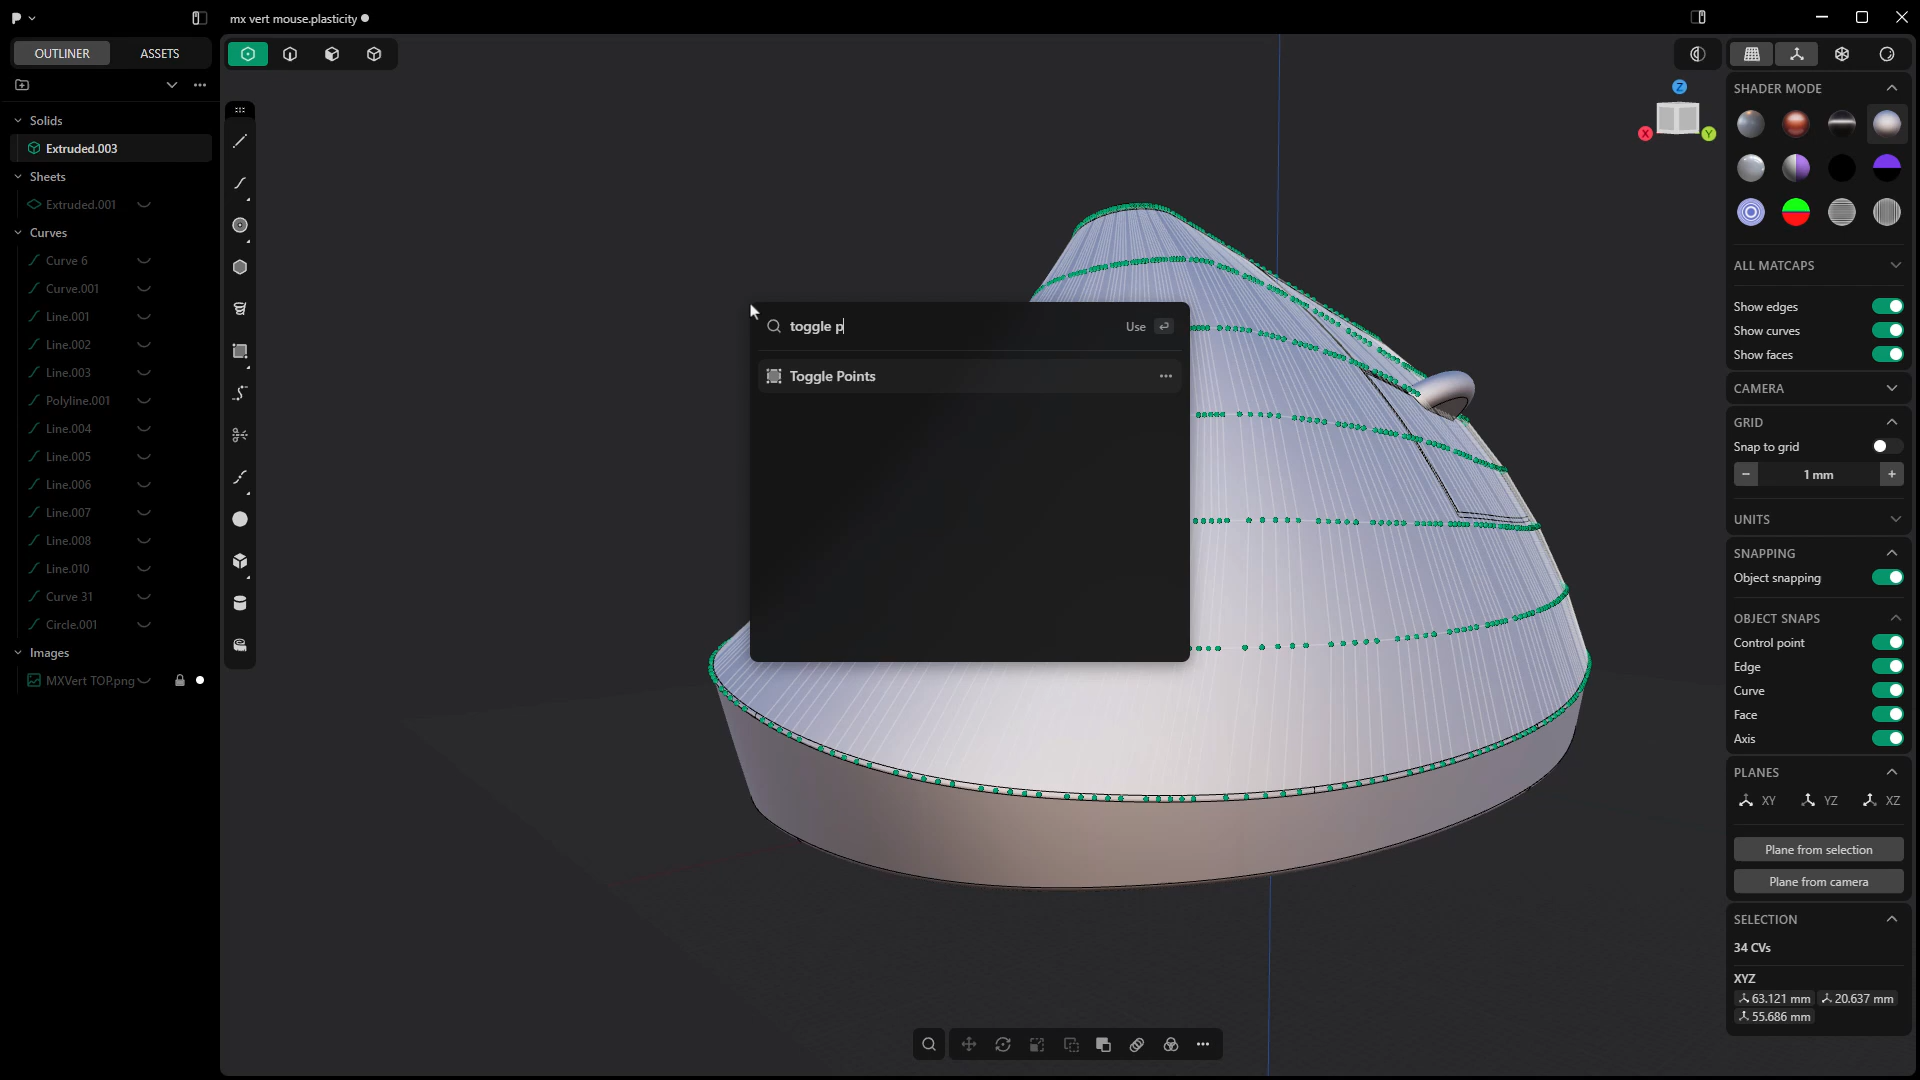 mx vert mouse.plasticity
OUTLINER
ASSETS
Solids
Extruded.003
Sheets
Extruded.001
Curves
Curve 6
Curve.001
Line.001
Line.002
Line.003
Polyline.001
Line.004
Line.005
Line.006
Line.007
Line.008
Line.010
Curve 31
Circle.001
Images
MXVert TOP.png
toggle p
Use
Toggle Points
Z
X
Y
SHADER MODE
ALL MATCAPS
Show edges
Show curves
Show faces
CAMERA
GRID
Snap to grid
− 1 mm +
UNITS
SNAPPING
Object snapping
OBJECT SNAPS
Control point
Edge
Curve
Face
Axis
PLANES
XY YZ XZ
Plane from selection
Plane from camera
SELECTION
34 CVs
XYZ
63.121 mm 20.637 mm
55.686 mm